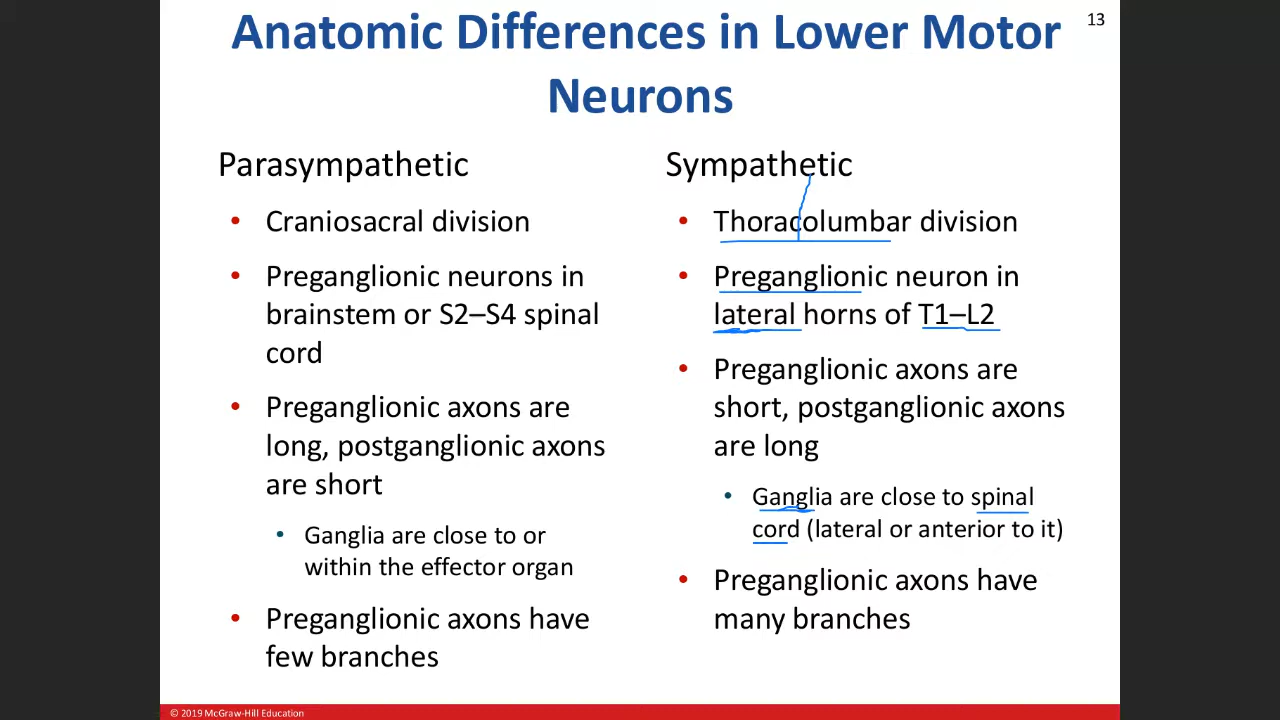 Anatomic Differences in Lower Motor
Neurons
13
Parasympathetic
• Craniosacral division
• Preganglionic neurons in
brainstem or S2–S4 spinal
cord
• Preganglionic axons are
long, postganglionic axons
are short
• Ganglia are close to or
within the effector organ
• Preganglionic axons have
few branches
Sympathetic
• Thoracolumbar division
• Preganglionic neuron in
lateral horns of T1–L2
• Preganglionic axons are
short, postganglionic axons
are long
• Ganglia are close to spinal
cord (lateral or anterior to it)
• Preganglionic axons have
many branches
© 2019 McGraw-Hill Education